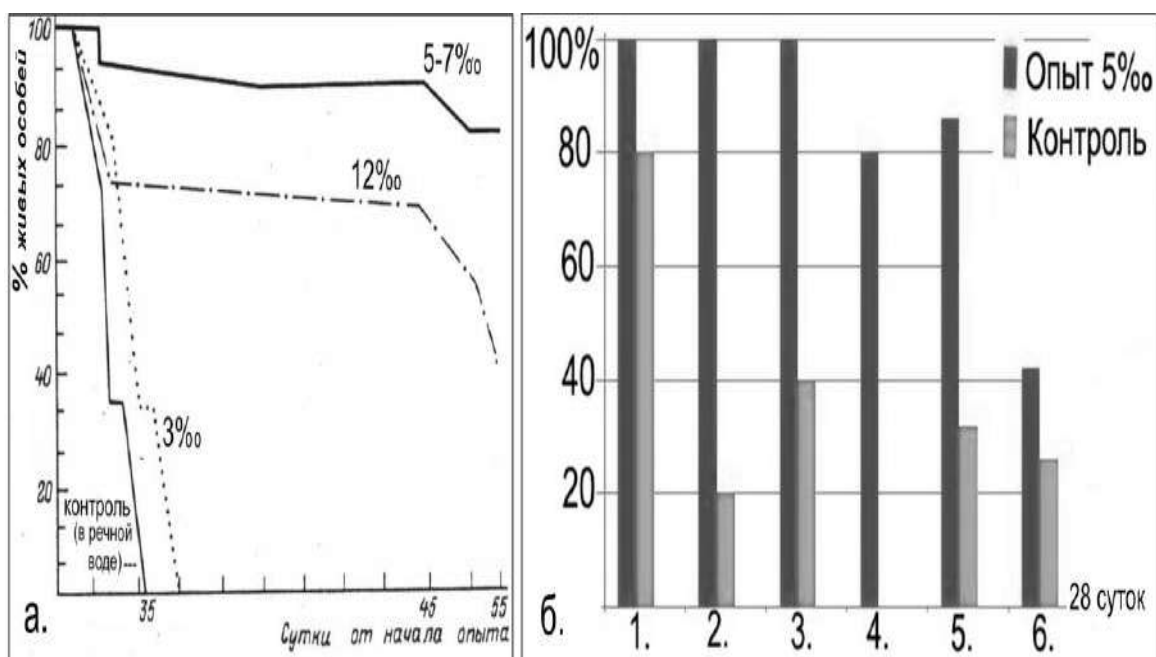 % живых особей
100
80
60
40
20
5-7‰
12‰
3‰
контроль
(в речной
воде)---
35
45
55
а.
Сутки от начала опыта
100%
80
60
40
20
Опыт 5‰
Контроль
28 суток
б.
1. 2. 3. 4. 5. 6.